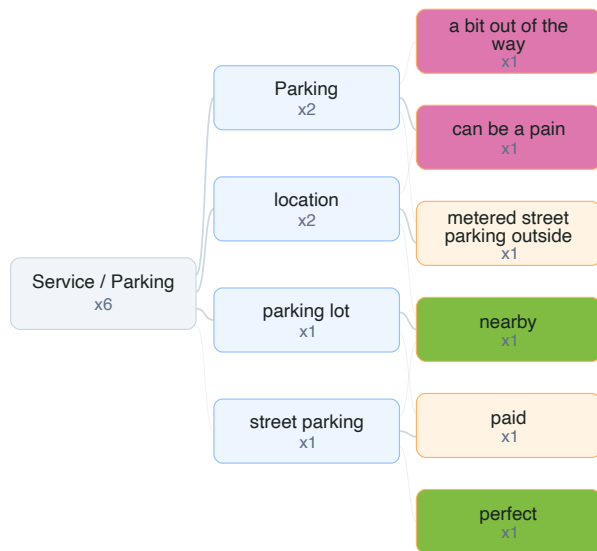 Service / Parking
x6
Parking
x2
location
x2
parking lot
x1
street parking
x1
a bit out of the
way
x1
can be a pain
x1
metered street
parking outside
x1
nearby
x1
paid
x1
perfect
x1